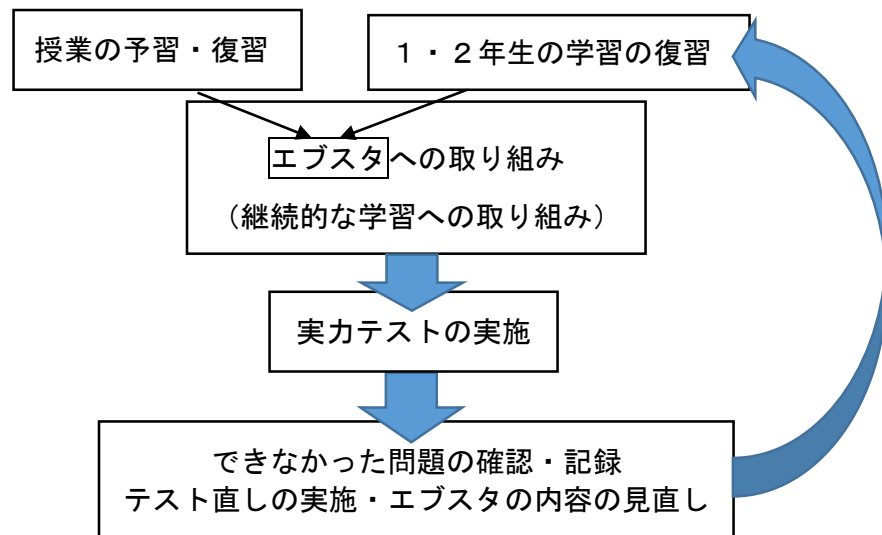 授業の予習・復習
１・２年生の学習の復習
エブスタへの取り組み
（継続的な学習への取り組み）
実力テストの実施
できなかった問題の確認・記録
テスト直しの実施・エブスタの内容の見直し